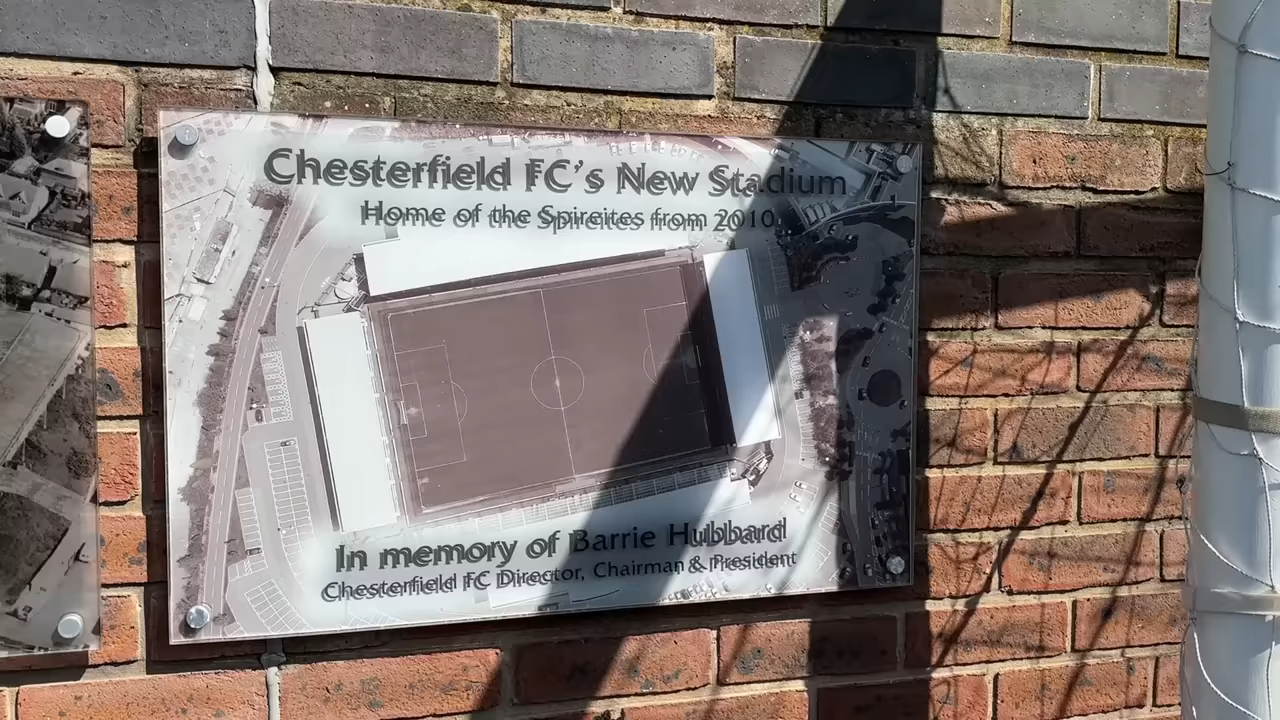 Chesterfield FC's New Stadium
Home of the Spireites from 2010
In memory of Barrie Hubbard
Chesterfield FC Director, Chairman & President